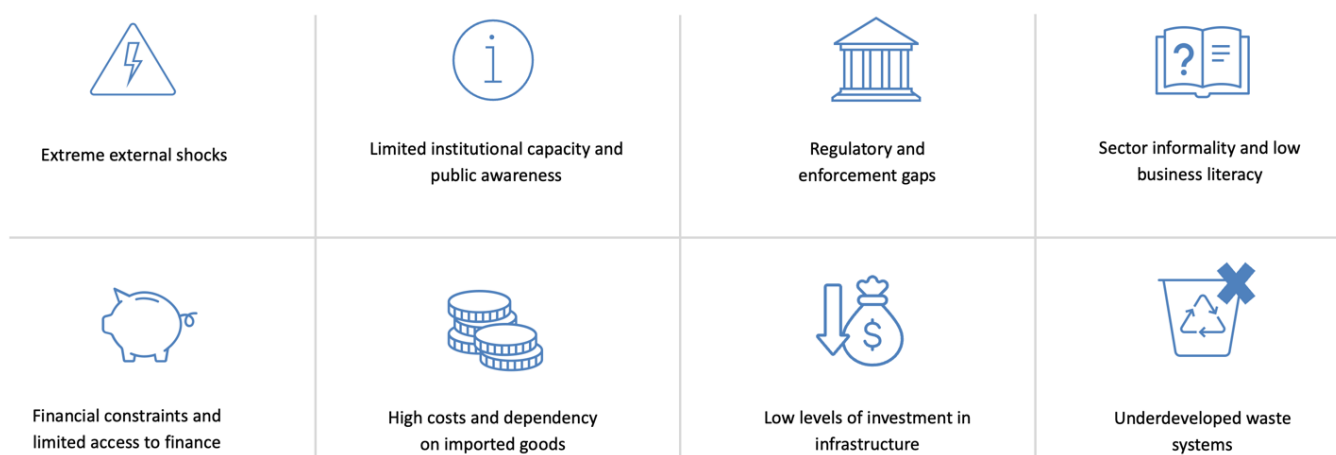 Extreme external shocks
Limited institutional capacity and
public awareness
Regulatory and
enforcement gaps
Sector informality and low
business literacy
Financial constraints and
limited access to finance
High costs and dependency
on imported goods
Low levels of investment in
infrastructure
Underdeveloped waste
systems